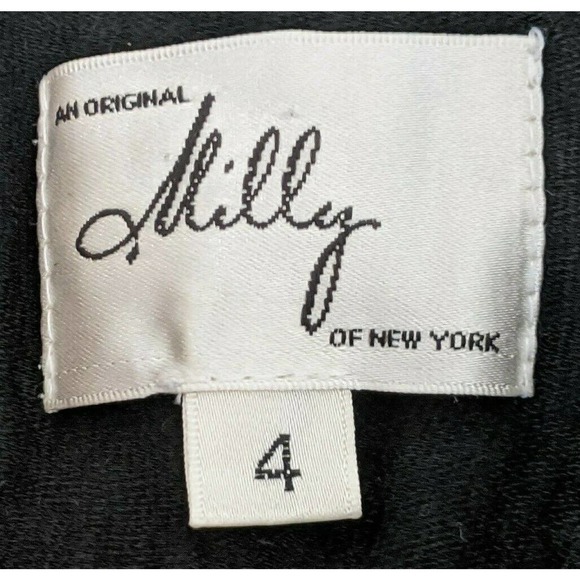 AN ORIGINAL
Milly
OF NEW YORK
4